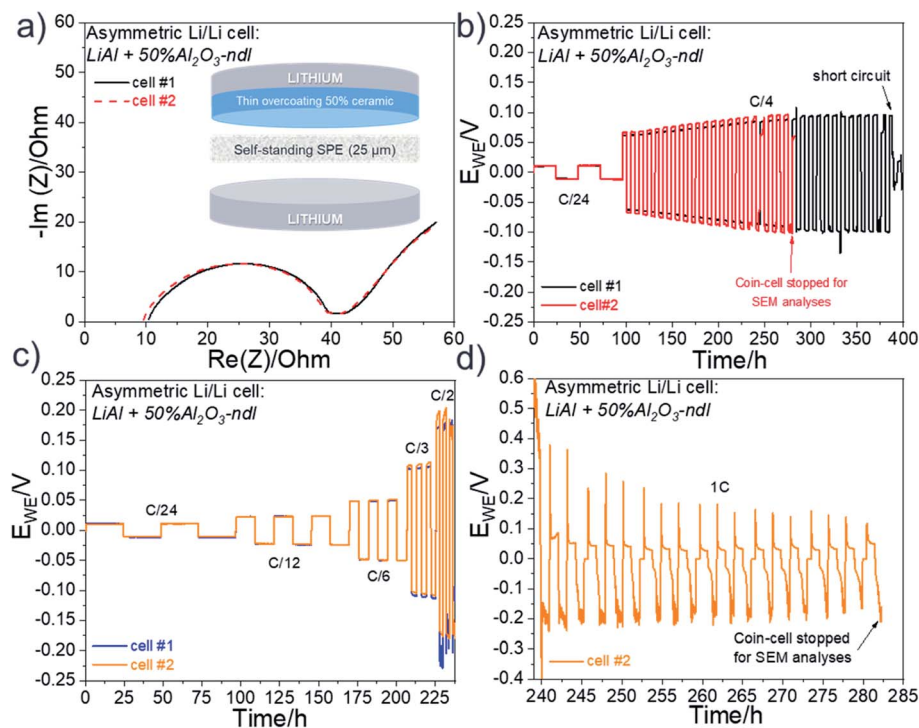 a)
Asymmetric Li/Li cell:
LiAl + 50%Al2O3-ndl
cell #1
cell #2
LITHIUM
Thin overcoating 50% ceramic
Self-standing SPE (25 μm)
LITHIUM
-Im (Z)/Ohm
60
50
40
30
20
10
0
0 10 20 30 40 50 60
Re(Z)/Ohm
b)
Asymmetric Li/Li cell:
LiAl + 50%Al2O3-ndl
short circuit
C/4
C/24
Coin-cell stopped for
SEM analyses
cell #1
cell#2
EWE/V
0.20
0.15
0.10
0.05
0.00
-0.05
-0.10
-0.15
-0.20
0 50 100 150 200 250 300 350 400
Time/h
c)
Asymmetric Li/Li cell:
LiAl + 50%Al2O3-ndl
C/2
C/3
C/24
C/12
C/6
cell #1
cell #2
EWE/V
0.25
0.20
0.15
0.10
0.05
0.00
-0.05
-0.10
-0.15
-0.20
-0.25
0 25 50 75 100 125 150 175 200 225
Time/h
d)
Asymmetric Li/Li cell:
LiAl + 50%Al2O3-ndl
1C
Coin-cell stopped
for SEM analyses
cell #2
EWE/V
0.6
0.5
0.4
0.3
0.2
0.1
0.0
-0.1
-0.2
-0.3
-0.4
240 245 250 255 260 265 270 275 280 285
Time/h